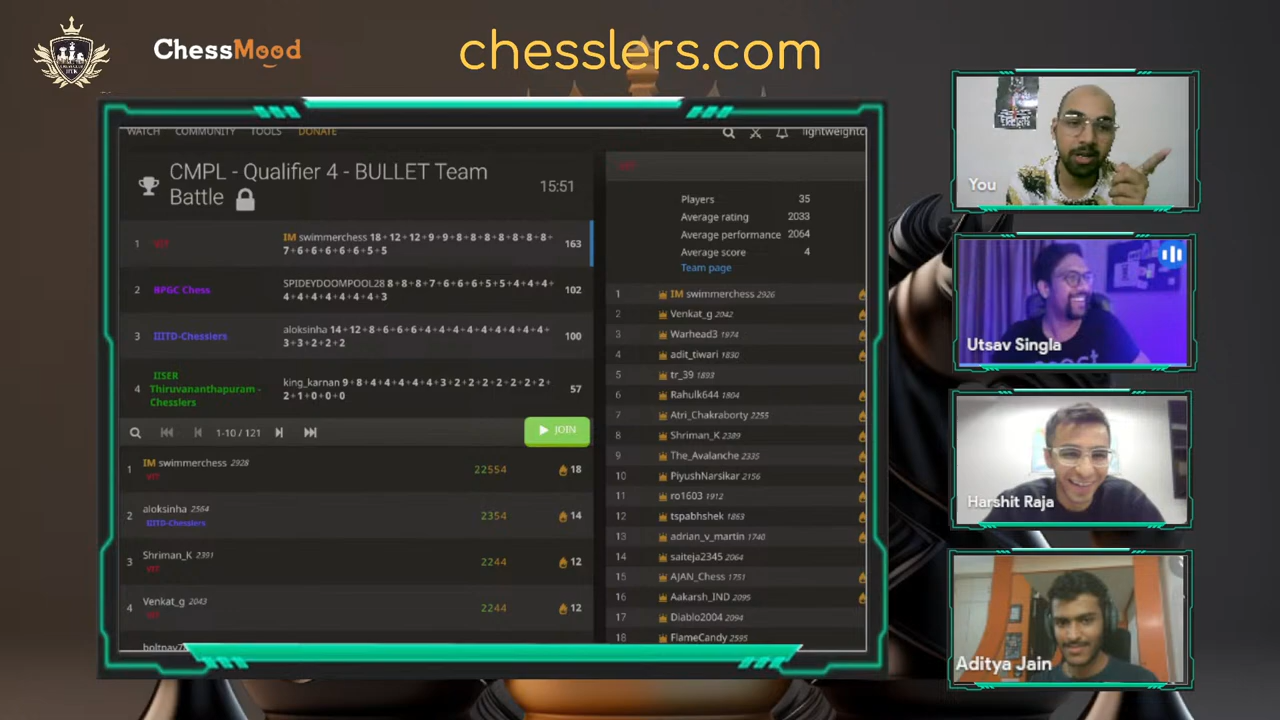 ChessMood
chesslers.com
WATCH COMMUNITY TOOLS DONATE
CMPL - Qualifier 4 - BULLET Team
Battle
15:51
1 IM swimmerchess 18+12+12+9+9+8+8+8+8+8+8+8+
7+6+6+6+6+6+5+5
163
2 BPGC Chess SPIDEYDOOMPOOL28 8+8+8+7+6+6+6+5+5+4+4+4+
4+4+4+4+4+4+4+3
102
3 IIITD-Chesslers aloksinha 14+12+8+6+6+6+4+4+4+4+4+4+4+4+4+
3+3+2+2+2
100
4 IISER
Thiruvananthapuram -
Chesslers
king_karnan 9+8+4+4+4+4+4+3+2+2+2+2+2+2+2+
2+1+0+0+0
57
1-10 / 121
JOIN
1 IM swimmerchess 2928 22554 18
2 aloksinha 2564 2354 14
IIITD-Chesslers
3 Shriman_K 2391 2244 12
4 Venkat_g 2043 2244 12
Players 35
Average rating 2033
Average performance 2064
Average score 4
Team page
1 IM swimmerchess 2926
2 Venkat_g 2042
3 Warhead3 1974
4 adit_tiwari 1830
5 tr_39 1893
6 Rahulk644 1804
7 Atri_Chakraborty 2255
8 Shriman_K 2389
9 The_Avalanche 2335
10 PiyushNarsikar 2156
11 ro1603 1912
12 tspabhshek 1863
13 adrian_v_martin 1740
14 saiteja2345 2064
15 AJAN_Chess 1751
16 Aakarsh_IND 2095
17 Diablo2004 2094
18 FlameCandy 2595
You
Utsav Singla
Harshit Raja
Aditya Jain